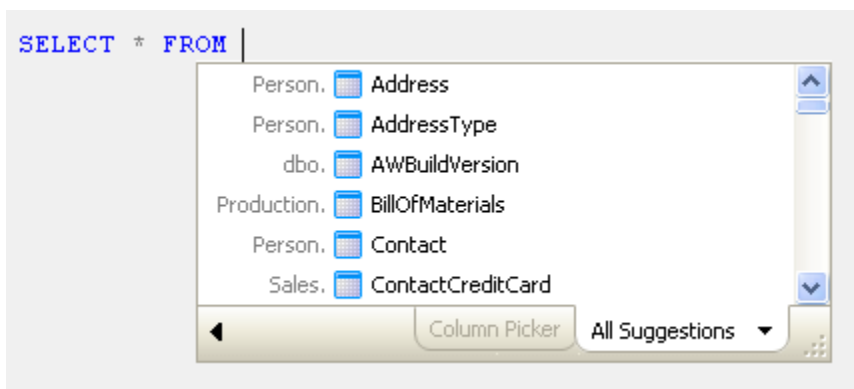 SELECT * FROM
Person. Address
Person. AddressType
dbo. AWBuildVersion
Production. BillOfMaterials
Person. Contact
Sales. ContactCreditCard
Column Picker All Suggestions